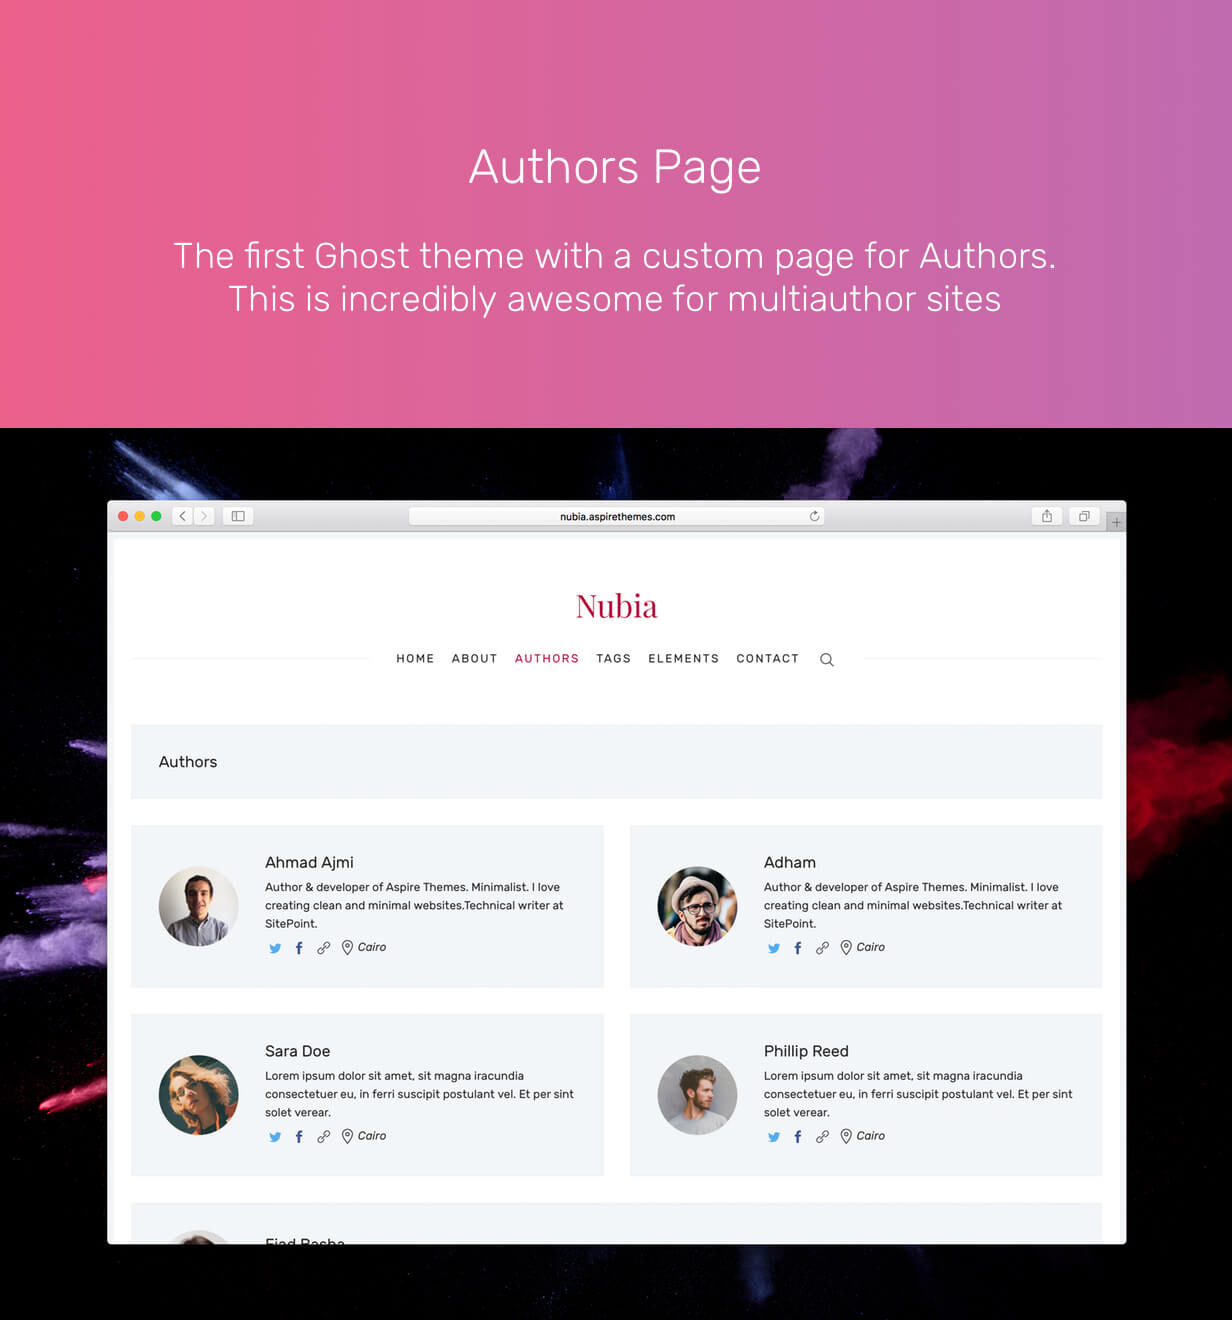 Authors Page
The first Ghost theme with a custom page for Authors.
This is incredibly awesome for multiauthor sites
nubia.aspirethemes.com
Nubia
HOME ABOUT AUTHORS TAGS ELEMENTS CONTACT
Authors
Ahmad Ajmi
Author & developer of Aspire Themes. Minimalist. I love
creating clean and minimal websites.Technical writer at
SitePoint.
Cairo
Adham
Author & developer of Aspire Themes. Minimalist. I love
creating clean and minimal websites.Technical writer at
SitePoint.
Cairo
Sara Doe
Lorem ipsum dolor sit amet, sit magna iracundia
consectetuer eu, in ferri suscipit postulant vel. Et per sint
solet verear.
Cairo
Phillip Reed
Lorem ipsum dolor sit amet, sit magna iracundia
consectetuer eu, in ferri suscipit postulant vel. Et per sint
solet verear.
Cairo